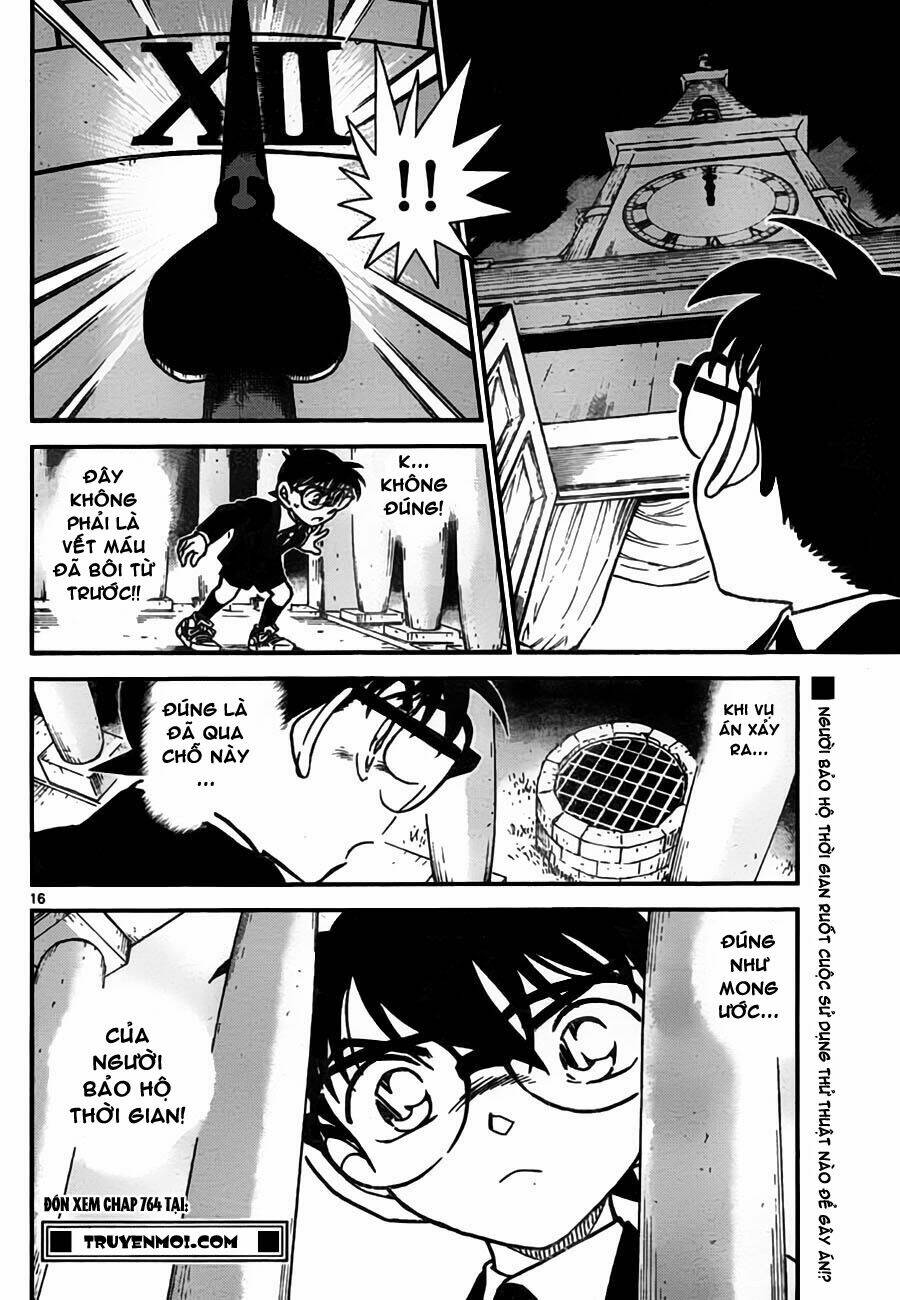 XII
!!
K...
KHÔNG
ĐÚNG!
ĐÂY
KHÔNG
PHẢI LÀ
VẾT MÁU
ĐÃ BÔI TỪ
TRƯỚC!!
KHI VỤ
ÁN XẢY
RA...
ĐÚNG LÀ
ĐÃ QUA
CHỖ NÀY
...
NGƯỜI BẢO HỘ THỜI GIAN RUỐT CUỘC SỬ DỤNG THỦ THUẬT NÀO ĐỂ GÂY ÁN!?
16
ĐÚNG
NHƯ
MONG
ƯỚC...
CỦA
NGƯỜI
BẢO HỘ
THỜI GIAN!
ĐÓN XEM CHAP 764 TẠI:
TRUYENMOI.COM